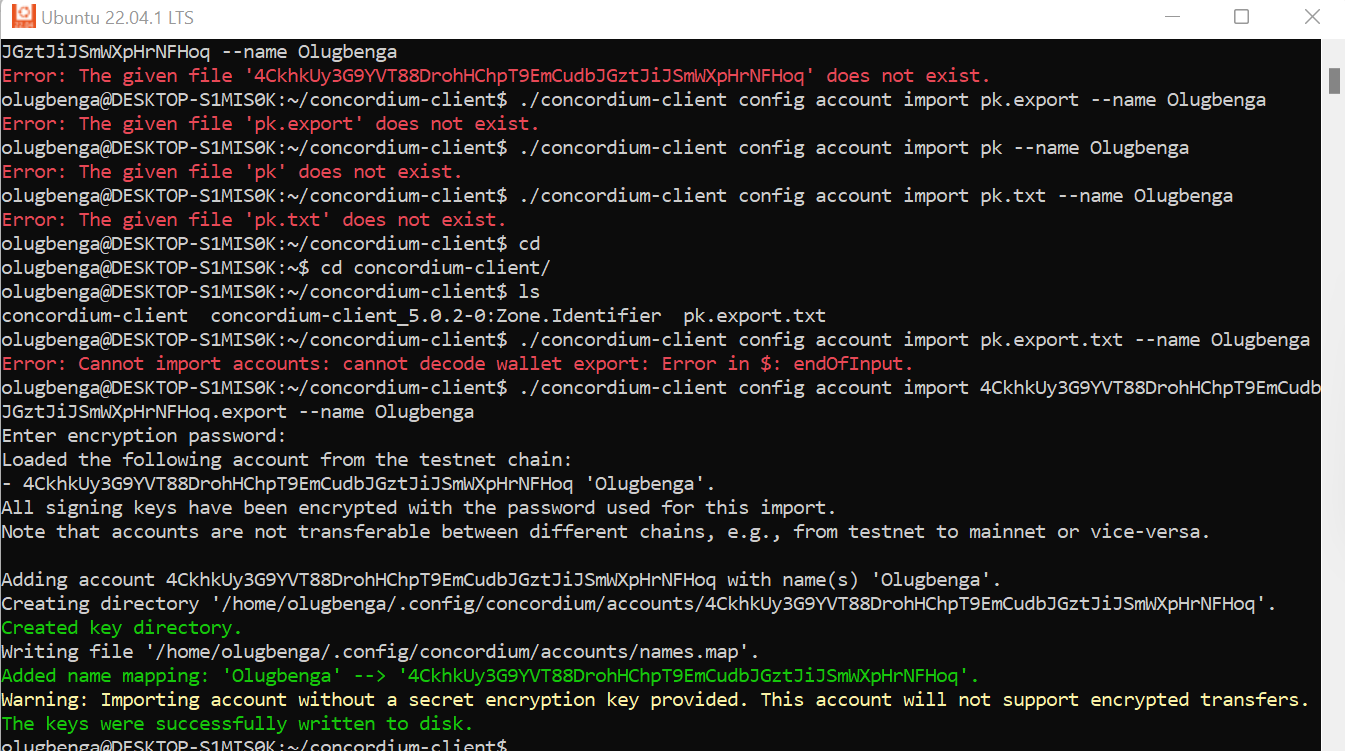 22.04
Ubuntu 22.04.1 LTS
JGztJiJSmWXpHrNFHoq --name Olugbenga
Error: The given file '4CkhkUy3G9YVT88DrohHChpT9EmCudbJGztJiJSmWXpHrNFHoq' does not exist.
olugbenga@DESKTOP-S1MIS0K:~/concordium-client$ ./concordium-client config account import pk.export --name Olugbenga
Error: The given file 'pk.export' does not exist.
olugbenga@DESKTOP-S1MIS0K:~/concordium-client$ ./concordium-client config account import pk --name Olugbenga
Error: The given file 'pk' does not exist.
olugbenga@DESKTOP-S1MIS0K:~/concordium-client$ ./concordium-client config account import pk.txt --name Olugbenga
Error: The given file 'pk.txt' does not exist.
olugbenga@DESKTOP-S1MIS0K:~/concordium-client$ cd
olugbenga@DESKTOP-S1MIS0K:~$ cd concordium-client/
olugbenga@DESKTOP-S1MIS0K:~/concordium-client$ ls
concordium-client  concordium-client_5.0.2-0:Zone.Identifier  pk.export.txt
olugbenga@DESKTOP-S1MIS0K:~/concordium-client$ ./concordium-client config account import pk.export.txt --name Olugbenga
Error: Cannot import accounts: cannot decode wallet export: Error in $: endOfInput.
olugbenga@DESKTOP-S1MIS0K:~/concordium-client$ ./concordium-client config account import 4CkhkUy3G9YVT88DrohHChpT9EmCudb
JGztJiJSmWXpHrNFHoq.export --name Olugbenga
Enter encryption password:
Loaded the following account from the testnet chain:
- 4CkhkUy3G9YVT88DrohHChpT9EmCudbJGztJiJSmWXpHrNFHoq 'Olugbenga'.
All signing keys have been encrypted with the password used for this import.
Note that accounts are not transferable between different chains, e.g., from testnet to mainnet or vice-versa.
Adding account 4CkhkUy3G9YVT88DrohHChpT9EmCudbJGztJiJSmWXpHrNFHoq with name(s) 'Olugbenga'.
Creating directory '/home/olugbenga/.config/concordium/accounts/4CkhkUy3G9YVT88DrohHChpT9EmCudbJGztJiJSmWXpHrNFHoq'.
Created key directory.
Writing file '/home/olugbenga/.config/concordium/accounts/names.map'.
Added name mapping: 'Olugbenga' --> '4CkhkUy3G9YVT88DrohHChpT9EmCudbJGztJiJSmWXpHrNFHoq'.
Warning: Importing account without a secret encryption key provided. This account will not support encrypted transfers.
The keys were successfully written to disk.
olugbenga@DESKTOP-S1MIS0K:~/concordium-client$